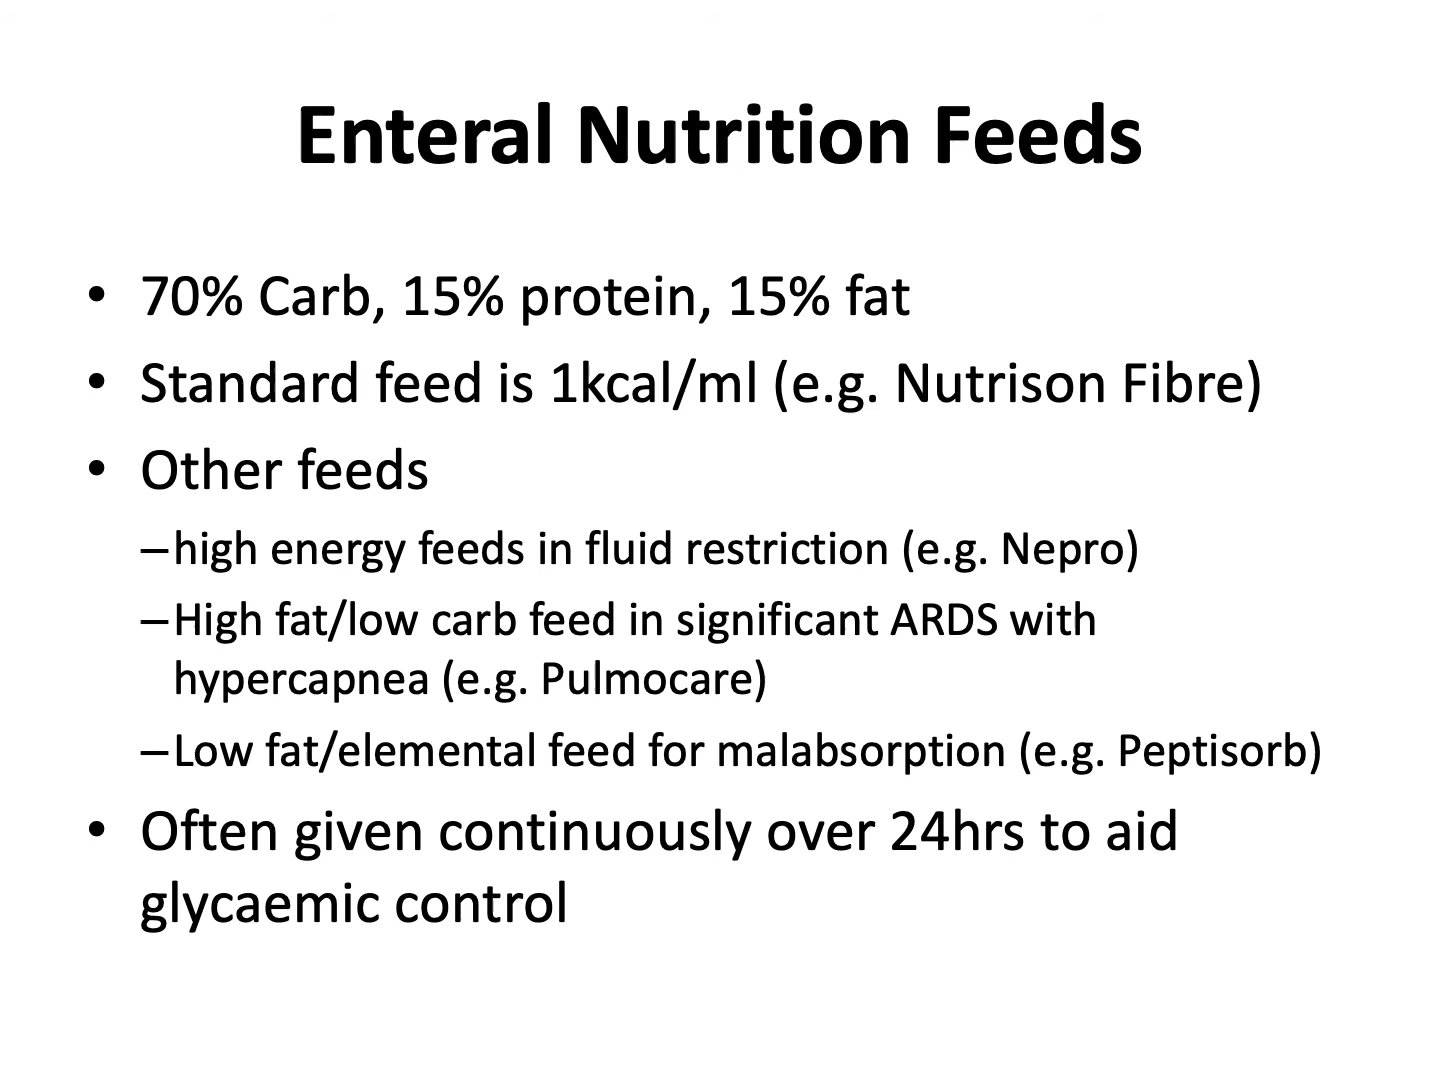 Enteral Nutrition Feeds
• 70% Carb, 15% protein, 15% fat
• Standard feed is 1kcal/ml (e.g. Nutrison Fibre)
• Other feeds
–high energy feeds in fluid restriction (e.g. Nepro)
–High fat/low carb feed in significant ARDS with
hypercapnea (e.g. Pulmocare)
–Low fat/elemental feed for malabsorption (e.g. Peptisorb)
• Often given continuously over 24hrs to aid
glycaemic control